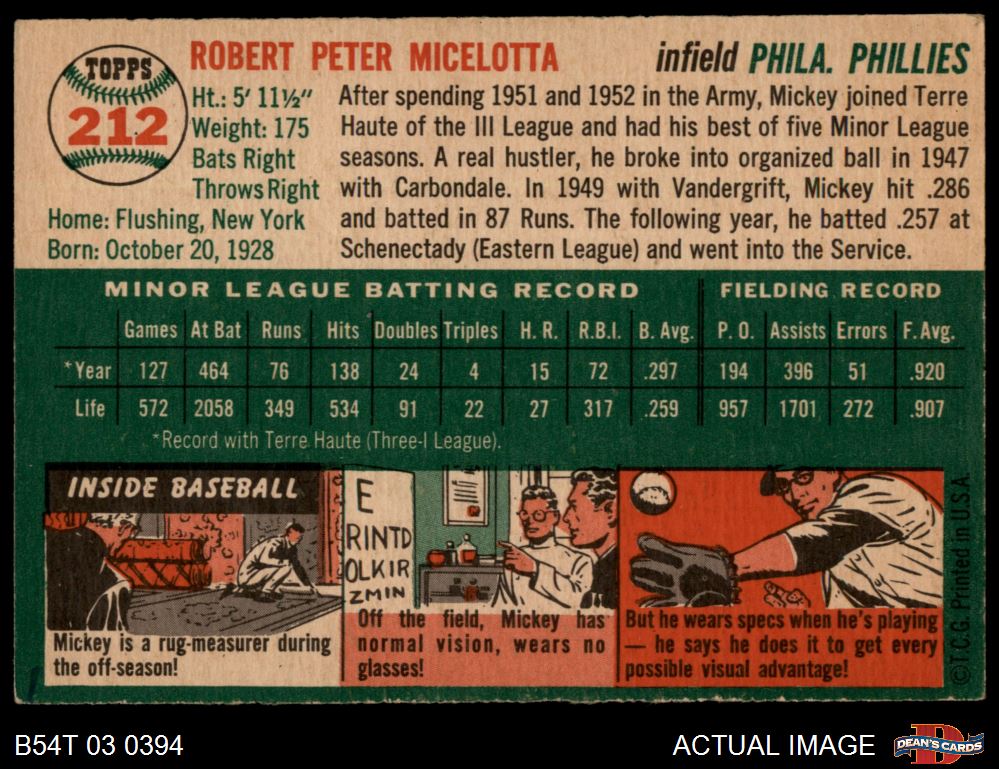 TOPPS
212
ROBERT PETER MICELOTTA
infield PHILA. PHILLIES
Ht.: 5' 11½"
Weight: 175
Bats Right
Throws Right
Home: Flushing, New York
Born: October 20, 1928
After spending 1951 and 1952 in the Army, Mickey joined Terre
Haute of the III League and had his best of five Minor League
seasons. A real hustler, he broke into organized ball in 1947
with Carbondale. In 1949 with Vandergrift, Mickey hit .286
and batted in 87 Runs. The following year, he batted .257 at
Schenectady (Eastern League) and went into the Service.
MINOR LEAGUE BATTING RECORD FIELDING RECORD
Games At Bat Runs Hits Doubles Triples H. R. R.B.I. B. Avg. P. O. Assists Errors F. Avg.
*Year 127 464 76 138 24 4 15 72 .297 194 396 51 .920
Life 572 2058 349 534 91 22 27 317 .259 957 1701 272 .907
*Record with Terre Haute (Three-I League).
INSIDE BASEBALL
Mickey is a rug-measurer during
the off-season!
E
RINTD
OLKIR
ZMIN
Off the field, Mickey has
normal vision, wears no
glasses!
But he wears specs when he's playing
— he says he does it to get every
possible visual advantage!
©T.C.G. Printed in U.S.A.
B54T 03 0394
ACTUAL IMAGE
D
DEAN'S CARDS